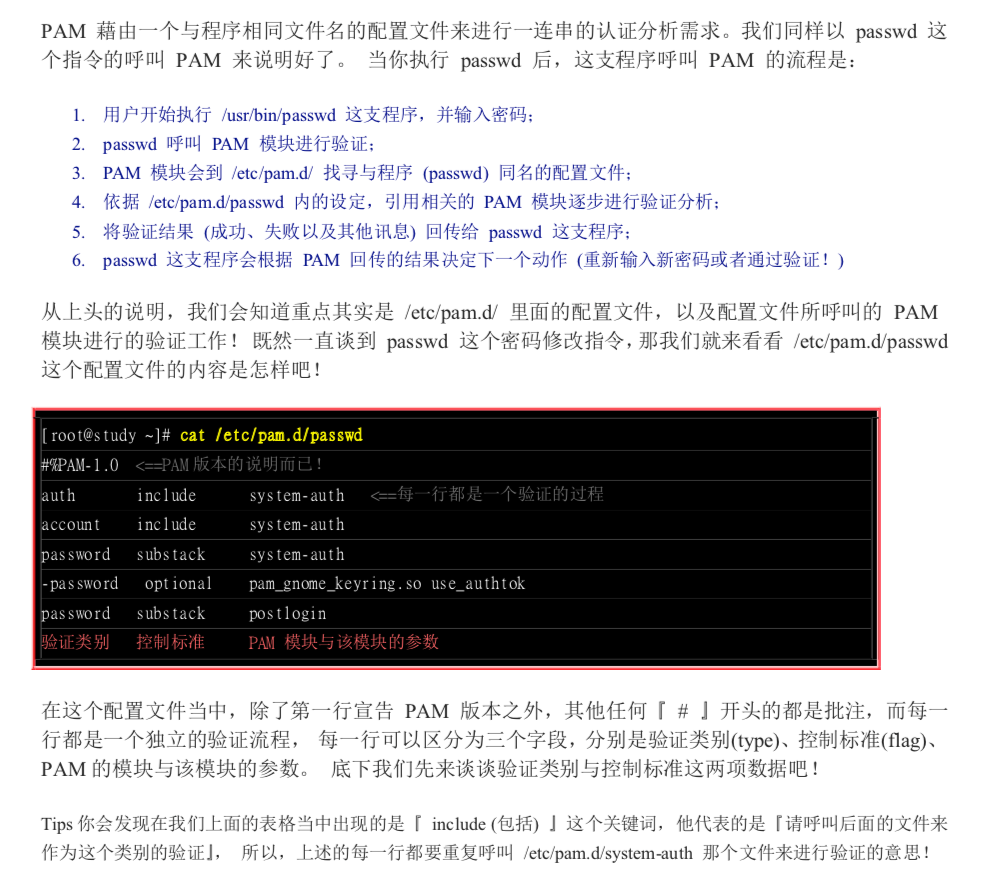 PAM 藉由一个与程序相同文件名的配置文件来进行一连串的认证分析需求。我们同样以 passwd 这
个指令的呼叫 PAM 来说明好了。 当你执行 passwd 后，这支程序呼叫 PAM 的流程是：
1. 用户开始执行 /usr/bin/passwd 这支程序，并输入密码；
2. passwd 呼叫 PAM 模块进行验证；
3. PAM 模块会到 /etc/pam.d/ 找寻与程序 (passwd) 同名的配置文件；
4. 依据 /etc/pam.d/passwd 内的设定，引用相关的 PAM 模块逐步进行验证分析；
5. 将验证结果 (成功、失败以及其他讯息) 回传给 passwd 这支程序；
6. passwd 这支程序会根据 PAM 回传的结果决定下一个动作 (重新输入新密码或者通过验证！)
从上头的说明，我们会知道重点其实是 /etc/pam.d/ 里面的配置文件，以及配置文件所呼叫的 PAM
模块进行的验证工作！ 既然一直谈到 passwd 这个密码修改指令，那我们就来看看 /etc/pam.d/passwd
这个配置文件的内容是怎样吧！
[root@study ~]# cat /etc/pam.d/passwd
#%PAM-1.0 <==PAM 版本的说明而已！
auth include system-auth <==每一行都是一个验证的过程
account include system-auth
password substack system-auth
-password optional pam_gnome_keyring.so use_authtok
password substack postlogin
验证类别 控制标准 PAM 模块与该模块的参数
在这个配置文件当中，除了第一行宣告 PAM 版本之外，其他任何『 # 』开头的都是批注，而每一
行都是一个独立的验证流程， 每一行可以区分为三个字段，分别是验证类别(type)、控制标准(flag)、
PAM 的模块与该模块的参数。 底下我们先来谈谈验证类别与控制标准这两项数据吧！
Tips 你会发现在我们上面的表格当中出现的是『 include (包括) 』这个关键词，他代表的是『请呼叫后面的文件来
作为这个类别的验证』， 所以，上述的每一行都要重复呼叫 /etc/pam.d/system-auth 那个文件来进行验证的意思！